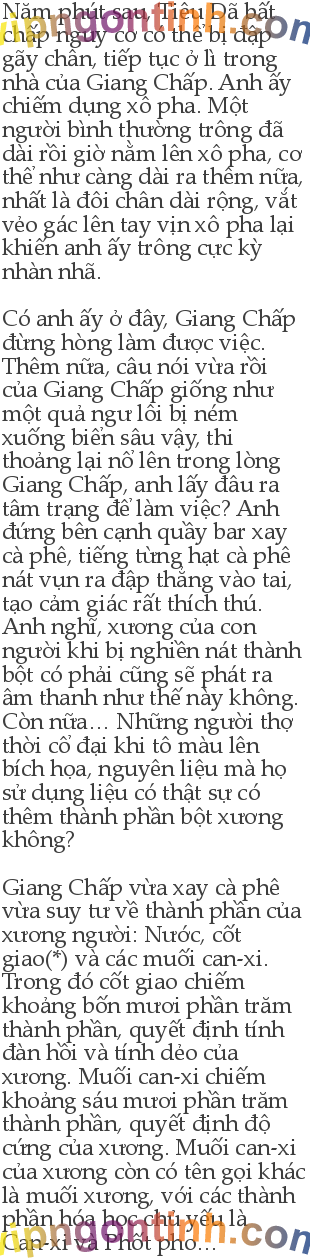 Năm phút sau, Tiêu Dã bất
chấp nguy cơ có thể bị đập
gãy chân, tiếp tục ở lì trong
nhà của Giang Chấp. Anh ấy
chiếm dụng xô pha. Một
người bình thường trông đã
dài rồi giờ nằm lên xô pha, cơ
thể như càng dài ra thêm nữa,
nhất là đôi chân dài rộng, vắt
vẻo gác lên tay vịn xô pha lại
khiến anh ấy trông cực kỳ
nhàn nhã.
Có anh ấy ở đây, Giang Chấp
đừng hòng làm được việc.
Thêm nữa, câu nói vừa rồi
của Giang Chấp giống như
một quả ngư lôi bị ném
xuống biển sâu vậy, thi
thoảng lại nổ lên trong lòng
Giang Chấp, anh lấy đâu ra
tâm trạng để làm việc? Anh
đứng bên cạnh quầy bar xay
cà phê, tiếng từng hạt cà phê
nát vụn ra đập thẳng vào tai,
tạo cảm giác rất thích thú.
Anh nghĩ, xương của con
người khi bị nghiền nát thành
bột có phải cũng sẽ phát ra
âm thanh như thế này không.
Còn nữa… Những người thợ
thời cổ đại khi tô màu lên
bích họa, nguyên liệu mà họ
sử dụng liệu có thật sự có
thêm thành phần bột xương
không?
Giang Chấp vừa xay cà phê
vừa suy tư về thành phần của
xương người: Nước, cốt
giao(*) và các muối can-xi.
Trong đó cốt giao chiếm
khoảng bốn mươi phần trăm
thành phần, quyết định tính
đàn hồi và tính dẻo của
xương. Muối can-xi chiếm
khoảng sáu mươi phần trăm
thành phần, quyết định độ
cứng của xương. Muối can-xi
của xương còn có tên gọi khác
là muối xương, với các thành
phần hóa học chủ yếu là
Can-xi và Phốt pho…